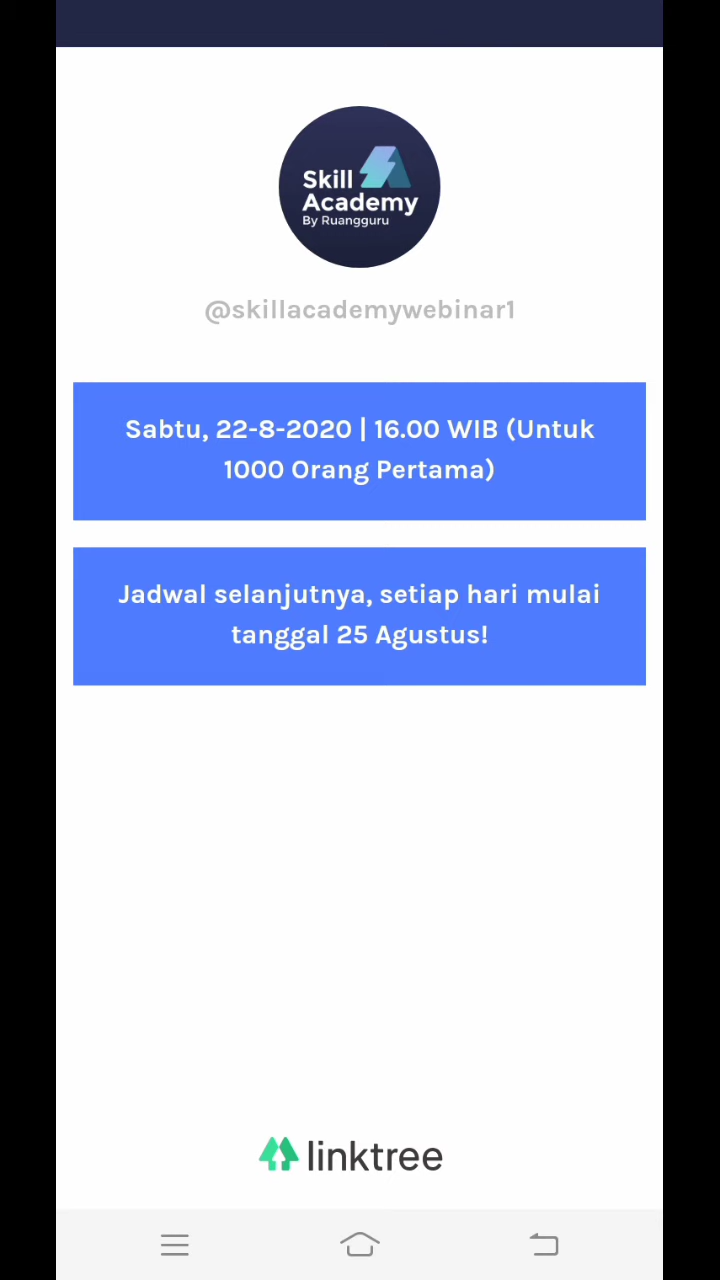 Skill
Academy
By Ruangguru
@skillacademywebinar1
Sabtu, 22-8-2020 | 16.00 WIB (Untuk
1000 Orang Pertama)
Jadwal selanjutnya, setiap hari mulai
tanggal 25 Agustus!
linktree